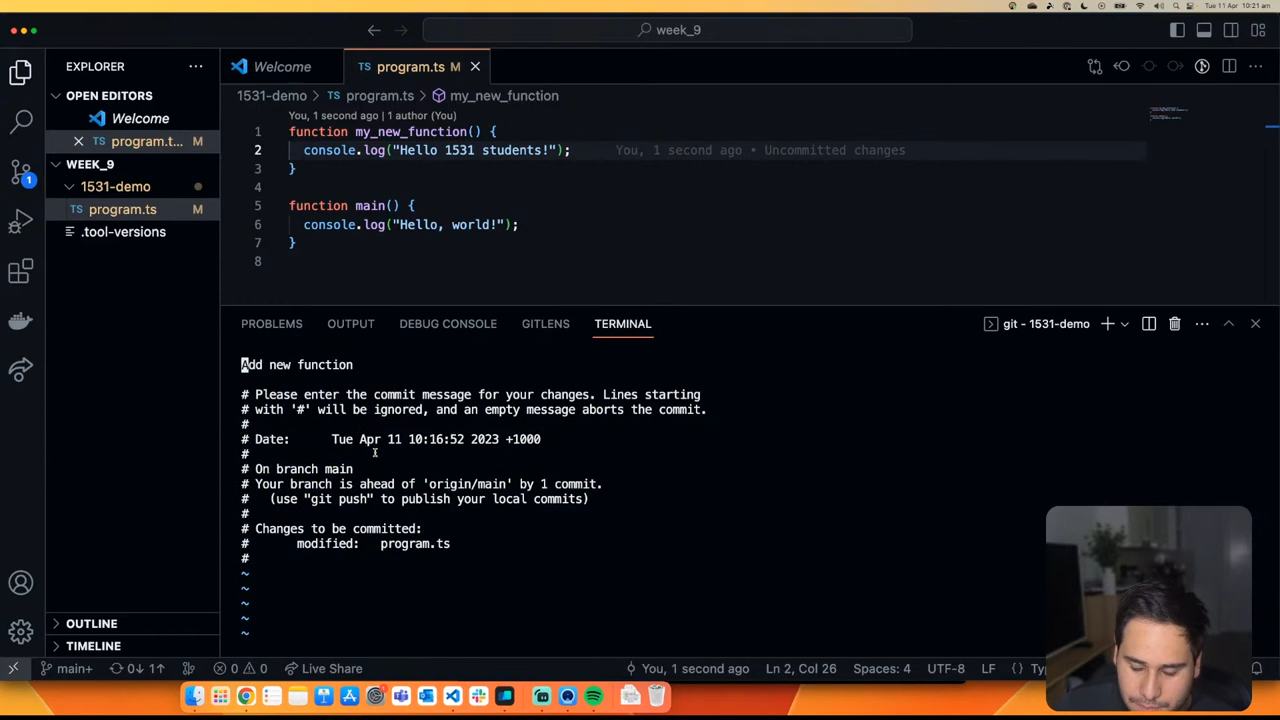 Tue 11 Apr 10:21 am
week_9
EXPLORER
Welcome
program.ts M
OPEN EDITORS
Welcome
program.t... M
WEEK_9
1531-demo
program.ts M
.tool-versions
1
OUTLINE
TIMELINE
1531-demo > TS program.ts > my_new_function
You, 1 second ago | 1 author (You)
1 function my_new_function() {
2 console.log("Hello 1531 students!"); You, 1 second ago • Uncommitted changes
3 }
4
5 function main() {
6 console.log("Hello, world!");
7 }
8
PROBLEMS OUTPUT DEBUG CONSOLE GITLENS TERMINAL
git - 1531-demo
Add new function
# Please enter the commit message for your changes. Lines starting
# with '#' will be ignored, and an empty message aborts the commit.
#
# Date: Tue Apr 11 10:16:52 2023 +1000
#
# On branch main
# Your branch is ahead of 'origin/main' by 1 commit.
# (use "git push" to publish your local commits)
#
# Changes to be committed:
# modified: program.ts
#
~
~
~
~
~
main+ 0↓ 1↑ 0 0 Live Share You, 1 second ago Ln 2, Col 26 Spaces: 4 UTF-8 LF {} Ty